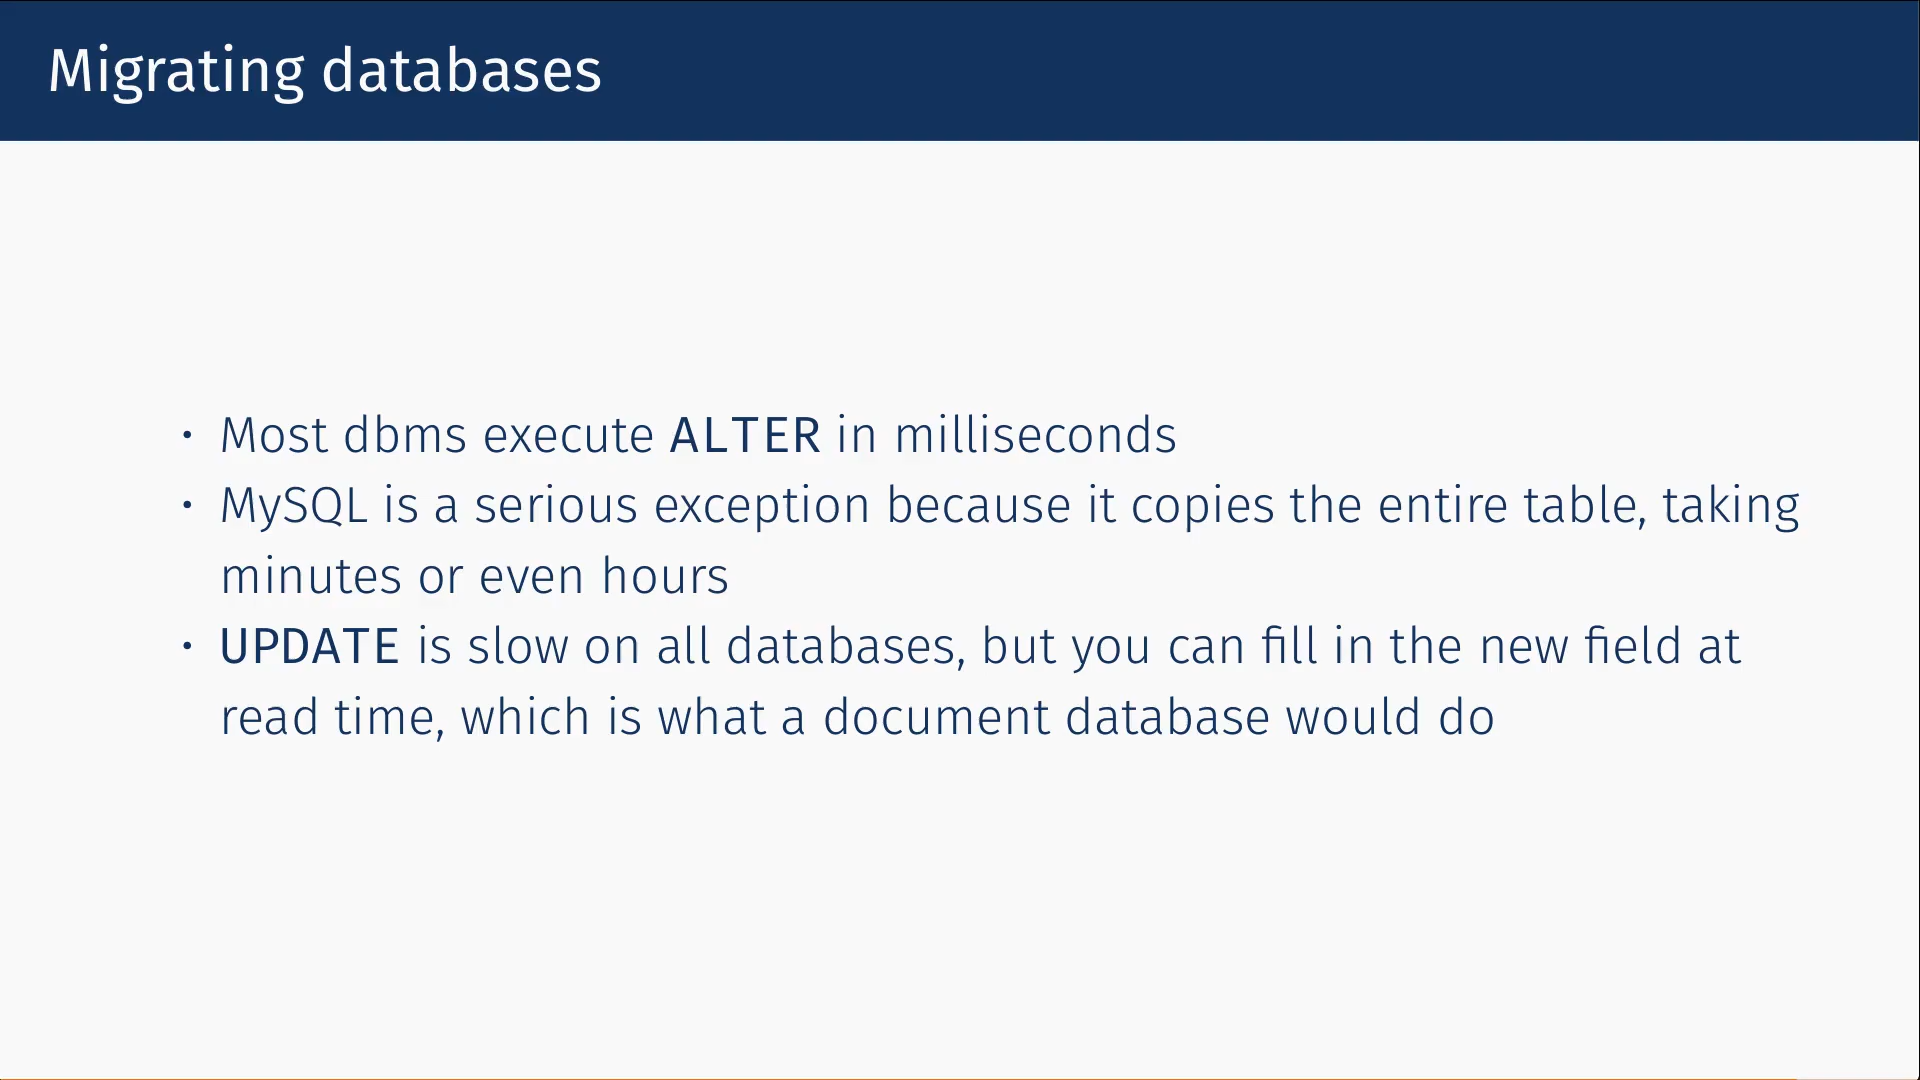 Migrating databases
• Most dbms execute ALTER in milliseconds
• MySQL is a serious exception because it copies the entire table, taking
minutes or even hours
• UPDATE is slow on all databases, but you can fill in the new field at
read time, which is what a document database would do